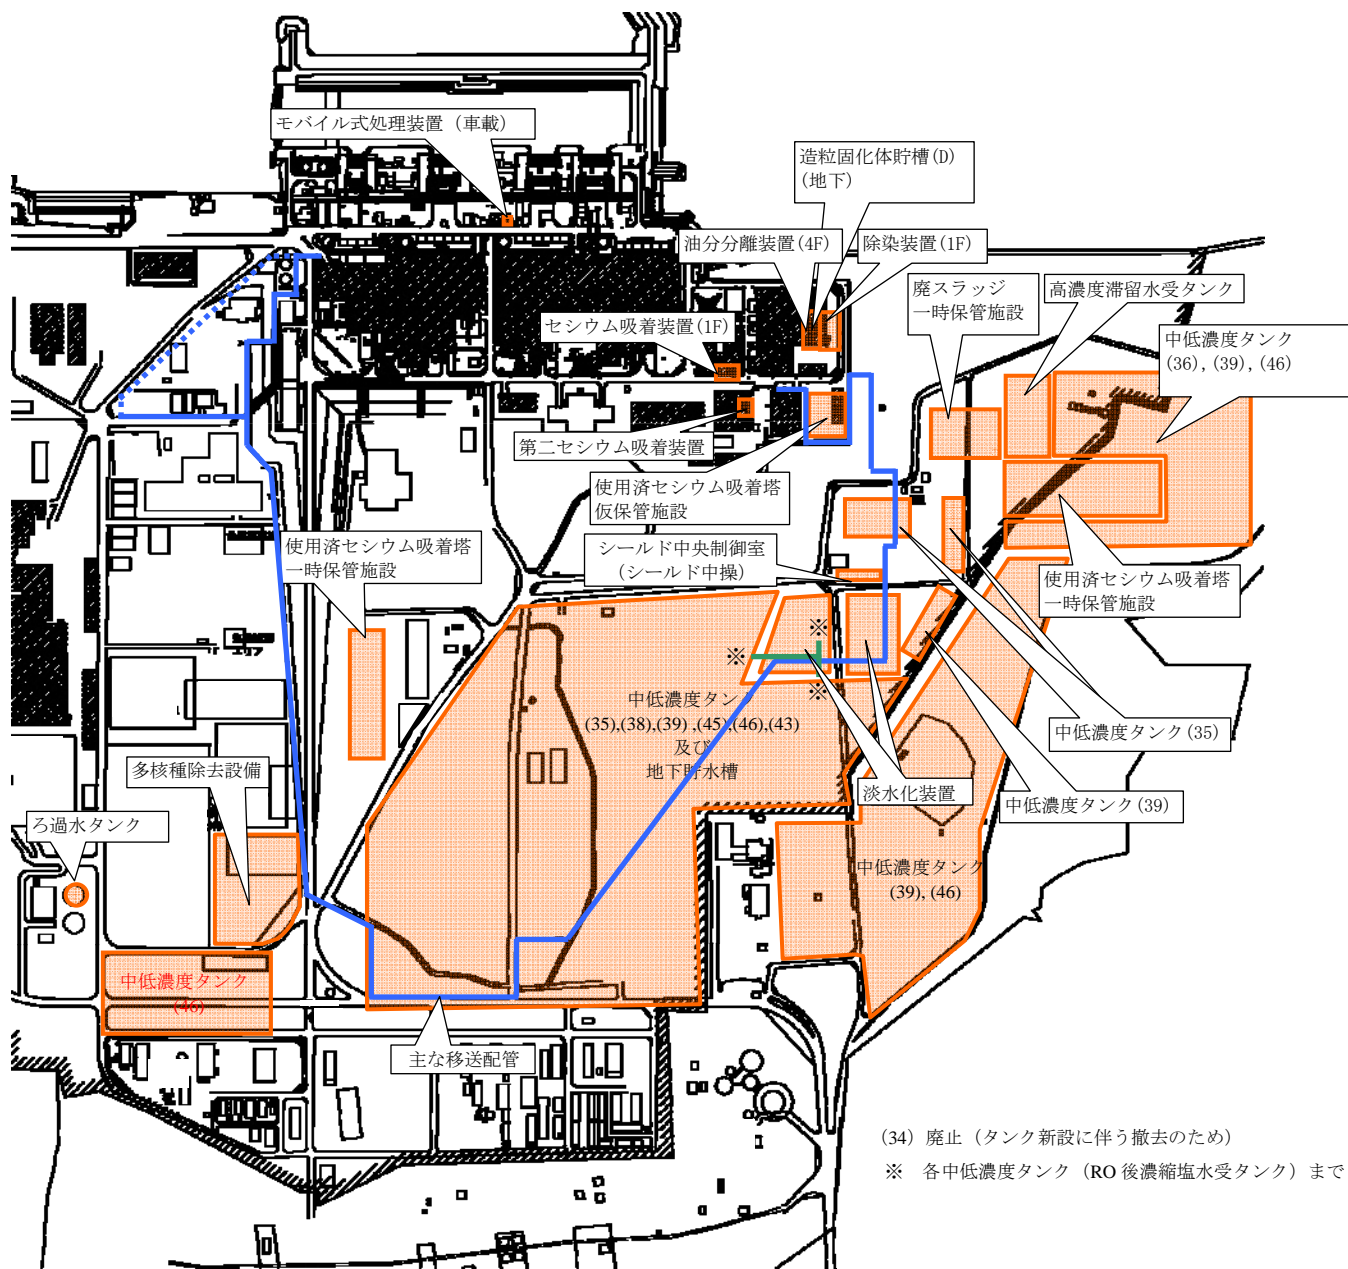 モバイル式処理装置（車載）
造粒固化体貯槽(D)
(地下)
油分分離装置(4F)
除染装置(1F)
廃スラッジ
一時保管施設
高濃度滞留水受タンク
中低濃度タンク
(36), (39), (46)
セシウム吸着装置(1F)
第二セシウム吸着装置
使用済セシウム吸着塔
仮保管施設
使用済セシウム吸着塔
一時保管施設
シールド中央制御室
(シールド中操)
使用済セシウム吸着塔
一時保管施設
※
※
※
中低濃度タンク
(35),(38),(39) ,(45),(46),(43)
及び
地下貯水槽
中低濃度タンク(35)
淡水化装置
中低濃度タンク(39)
多核種除去設備
ろ過水タンク
中低濃度タンク
(39), (46)
中低濃度タンク
(46)
主な移送配管
(34) 廃止（タンク新設に伴う撤去のため）
※　各中低濃度タンク（RO 後濃縮塩水受タンク）まで